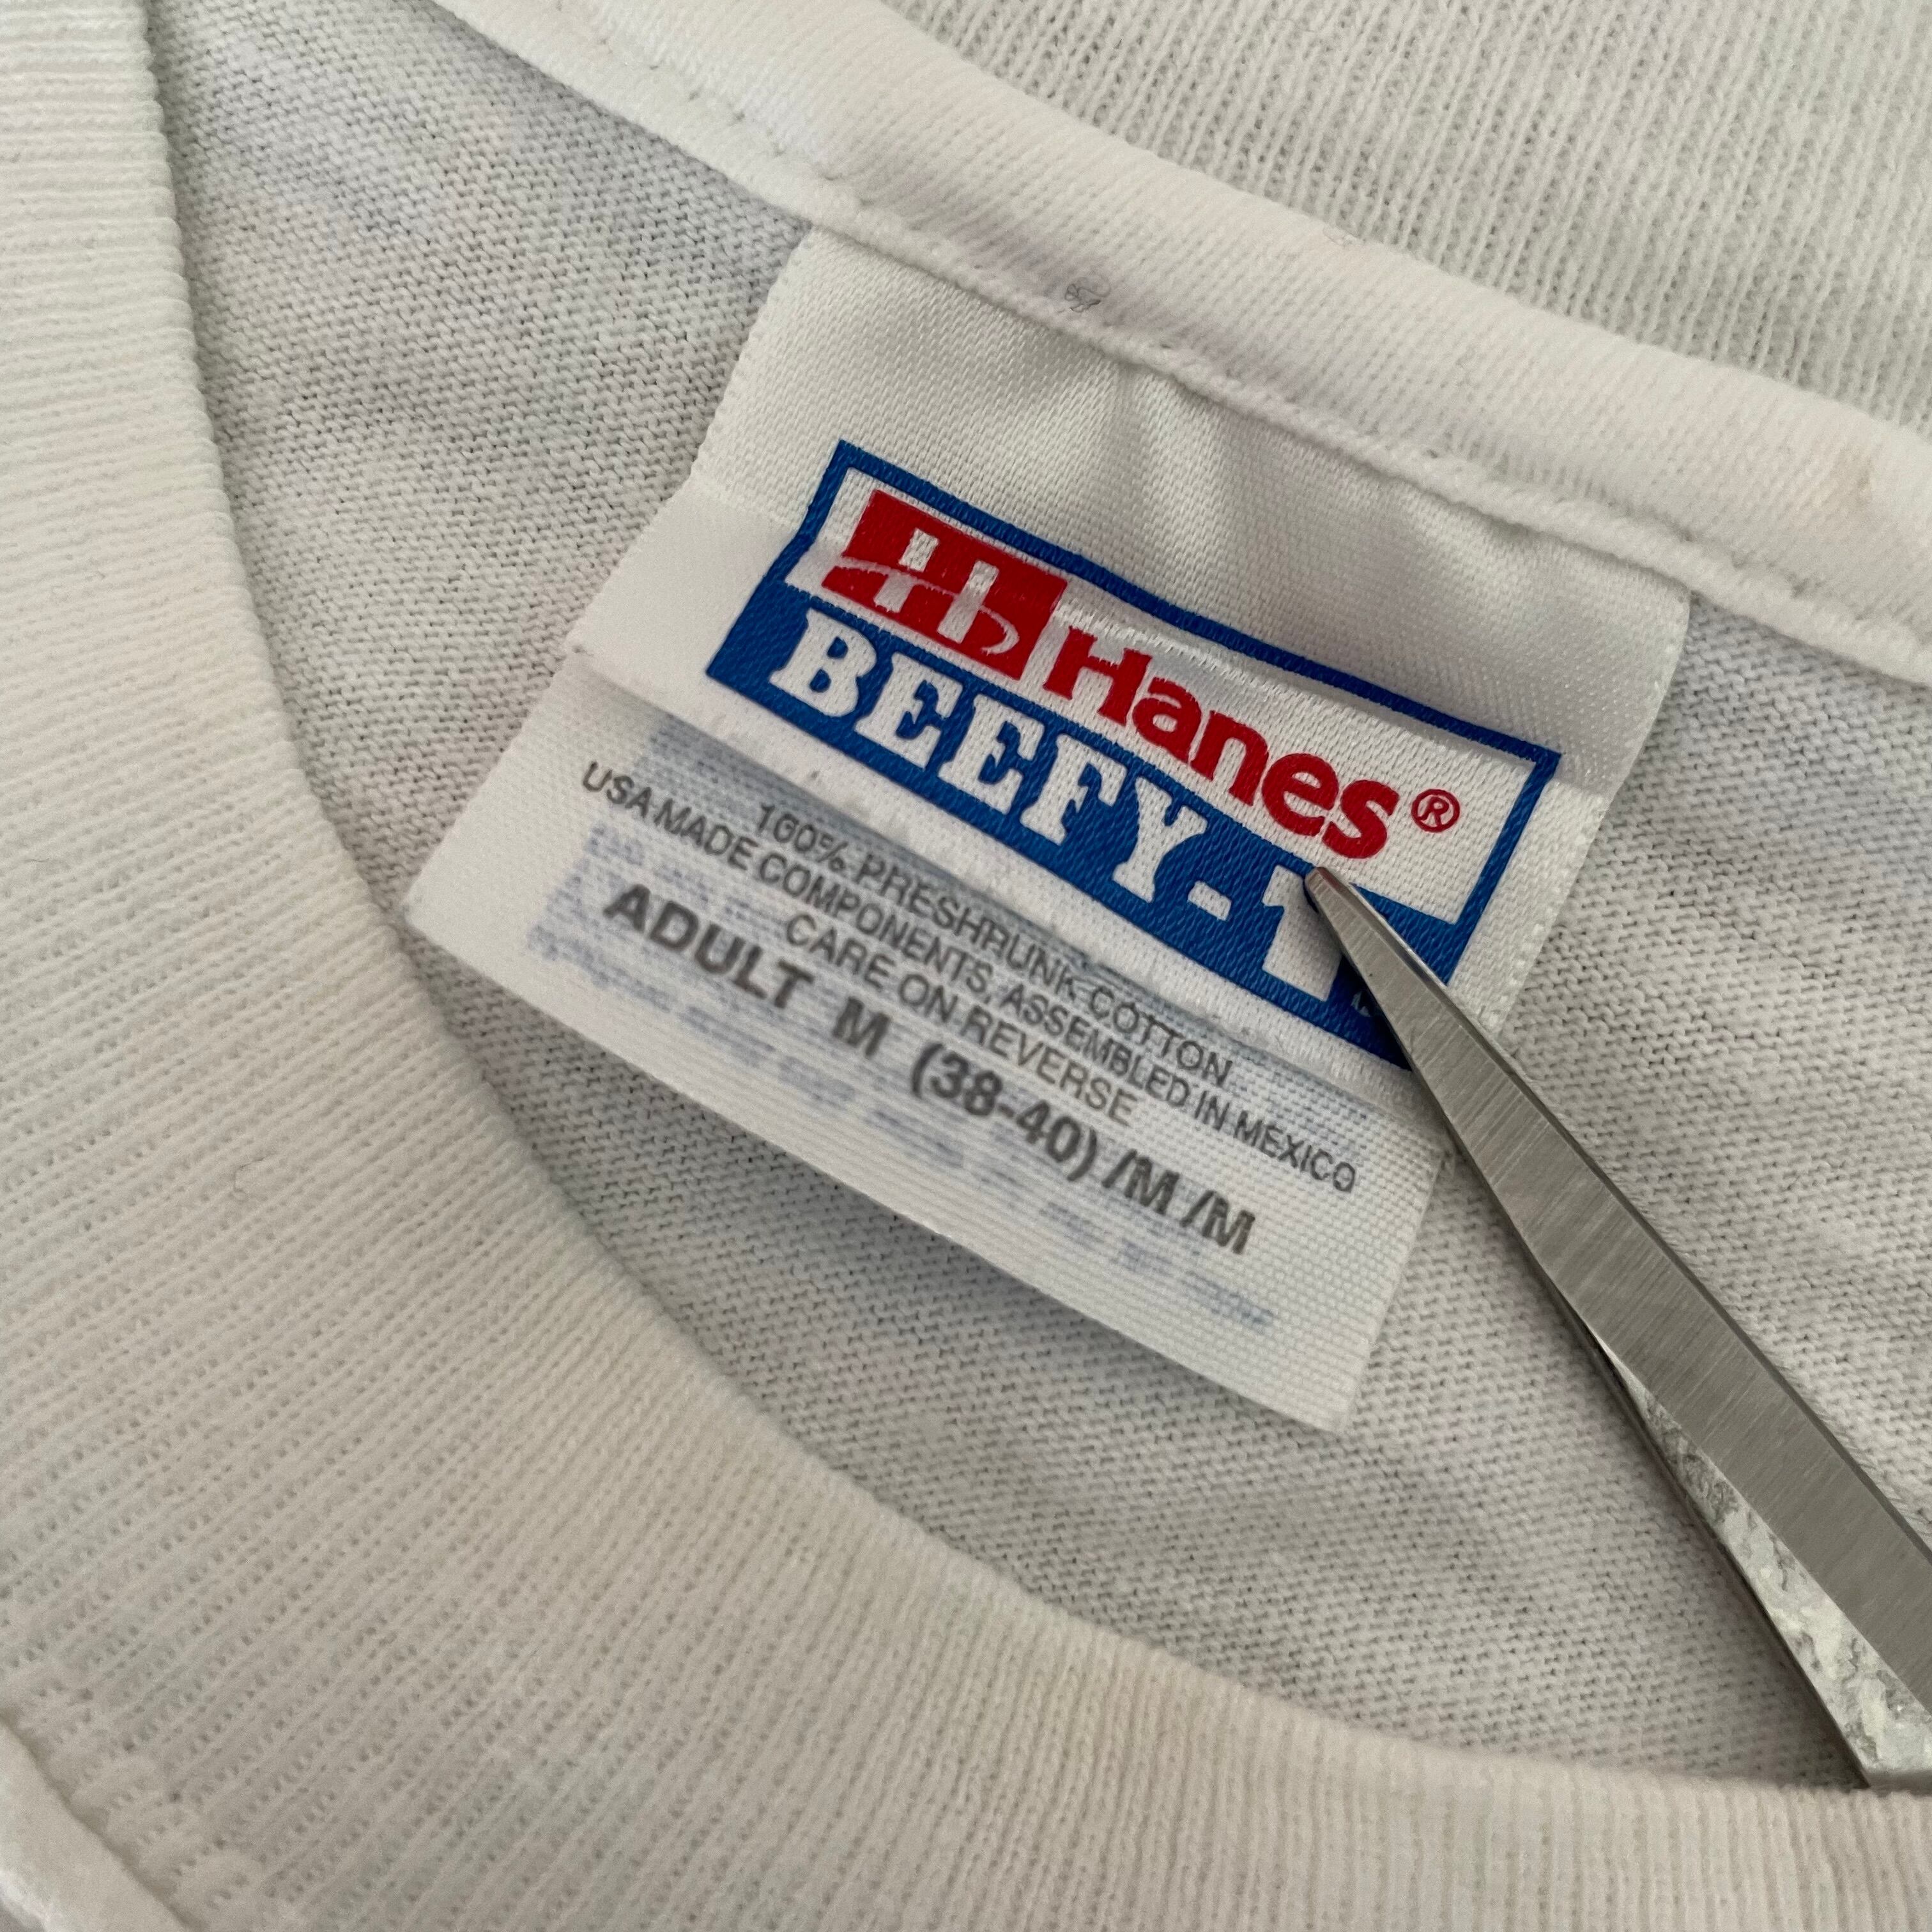 Hanes®
BEEFY-T
100% PRESHRUNK COTTON
USA MADE COMPONENTS, ASSEMBLED IN MEXICO
CARE ON REVERSE
ADULT M (38-40) /M /M